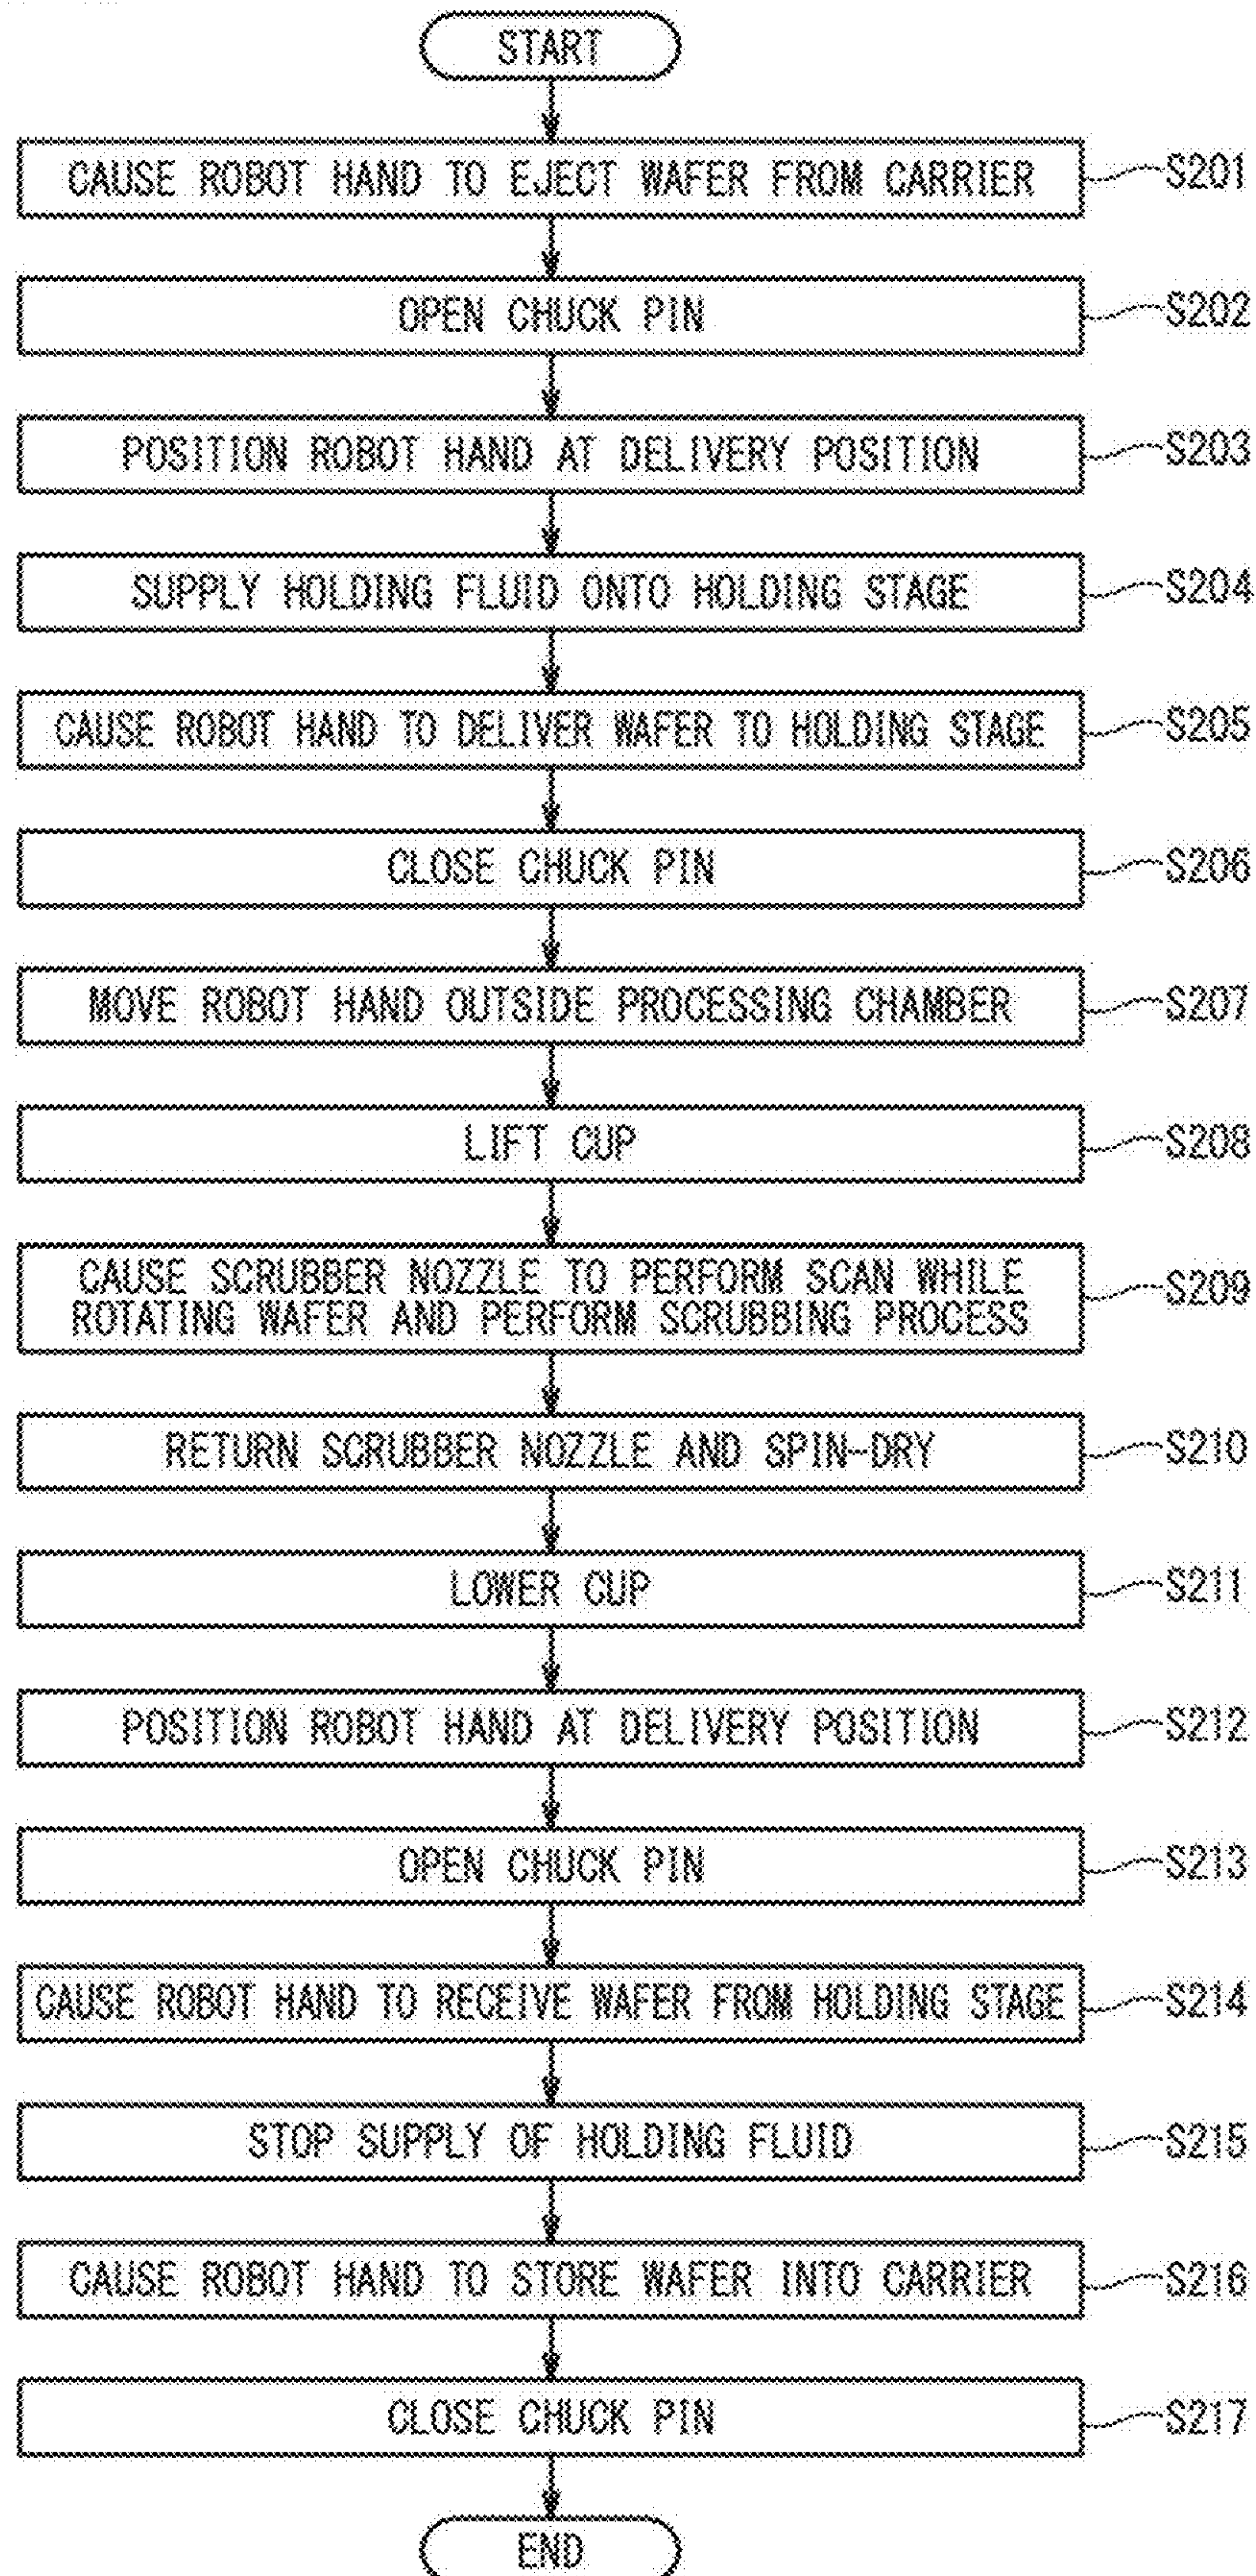 START
CAUSE ROBOT HAND TO EJECT WAFER FROM CARRIER
S201
OPEN CHUCK PIN
S202
POSITION ROBOT HAND AT DELIVERY POSITION
S203
SUPPLY HOLDING FLUID ONTO HOLDING STAGE
S204
CAUSE ROBOT HAND TO DELIVER WAFER TO HOLDING STAGE
S205
CLOSE CHUCK PIN
S206
MOVE ROBOT HAND OUTSIDE PROCESSING CHAMBER
S207
LIFT CUP
S208
CAUSE SCRUBBER NOZZLE TO PERFORM SCAN WHILE
ROTATING WAFER AND PERFORM SCRUBBING PROCESS
S209
RETURN SCRUBBER NOZZLE AND SPIN-DRY
S210
LOWER CUP
S211
POSITION ROBOT HAND AT DELIVERY POSITION
S212
OPEN CHUCK PIN
S213
CAUSE ROBOT HAND TO RECEIVE WAFER FROM HOLDING STAGE
S214
STOP SUPPLY OF HOLDING FLUID
S215
CAUSE ROBOT HAND TO STORE WAFER INTO CARRIER
S216
CLOSE CHUCK PIN
S217
END